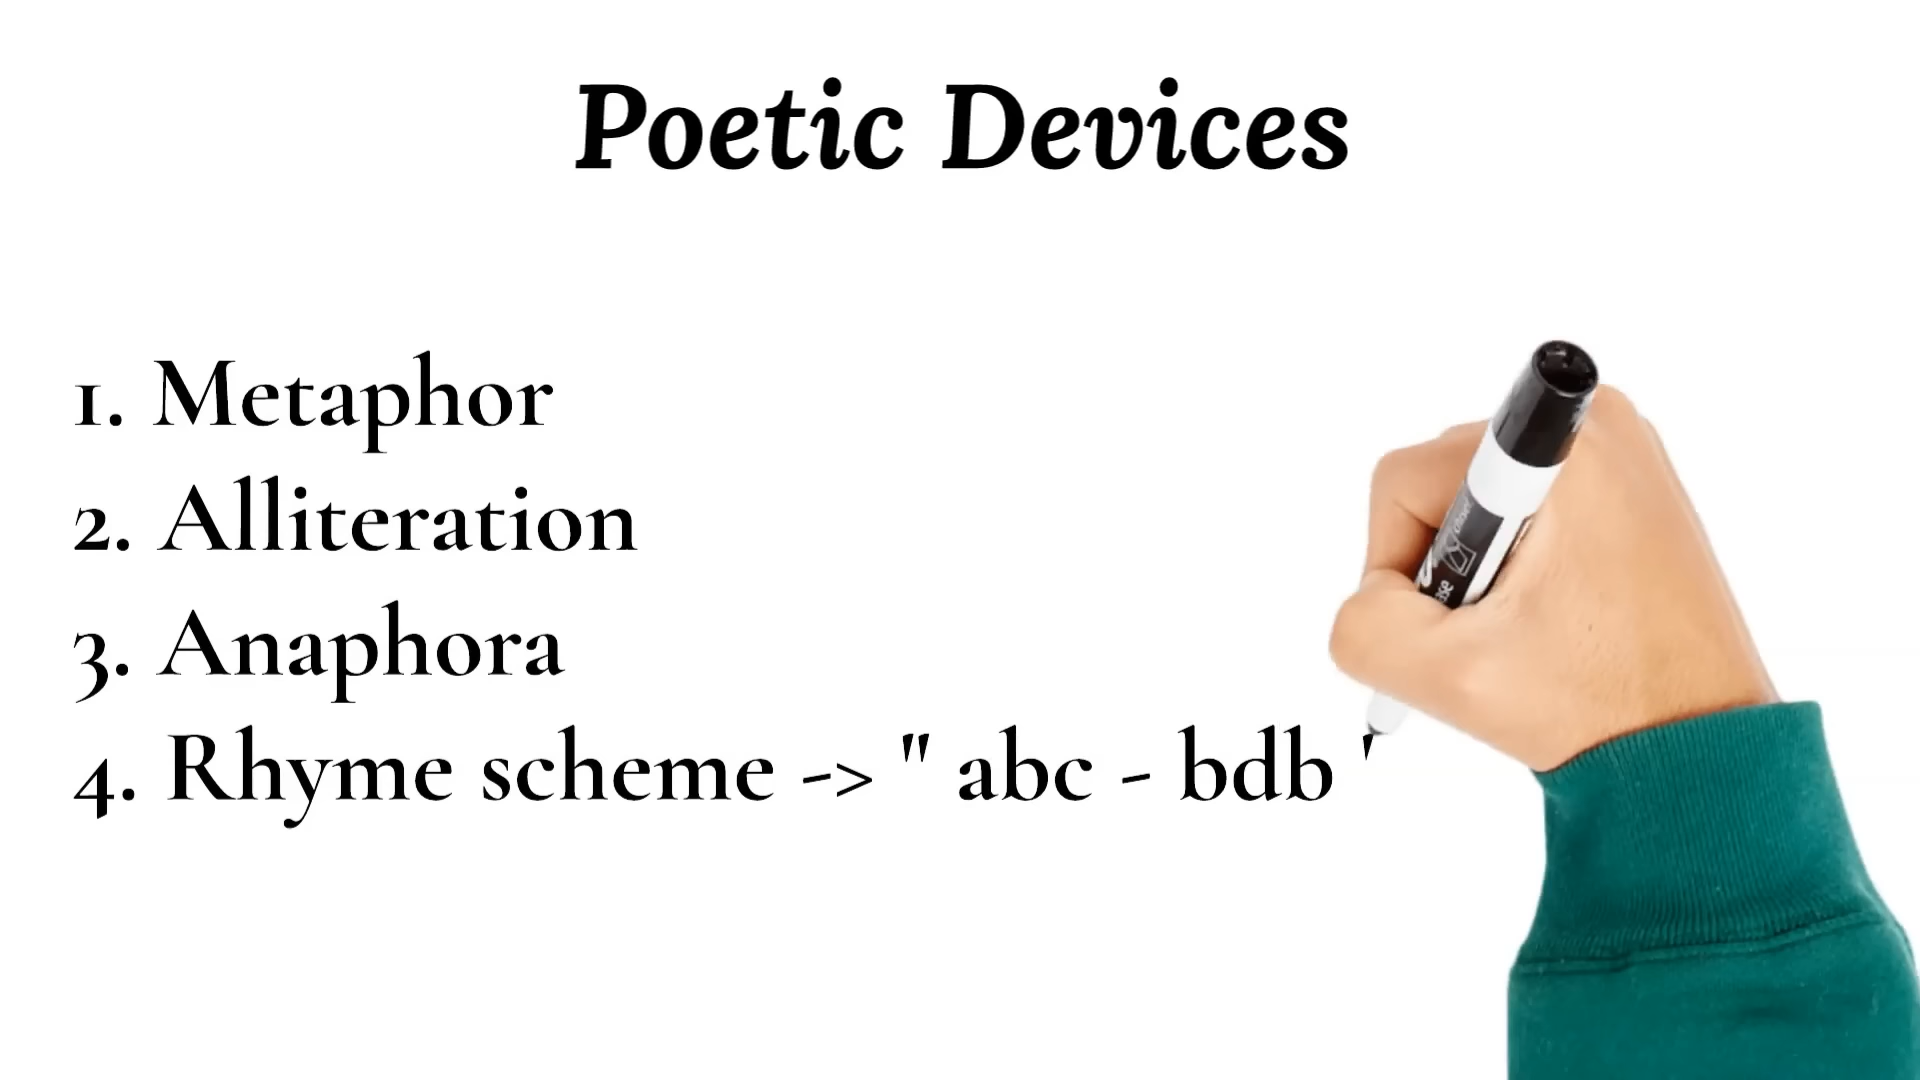 Poetic Devices
1. Metaphor
2. Alliteration
3. Anaphora
4. Rhyme scheme -> " abc - bdb '